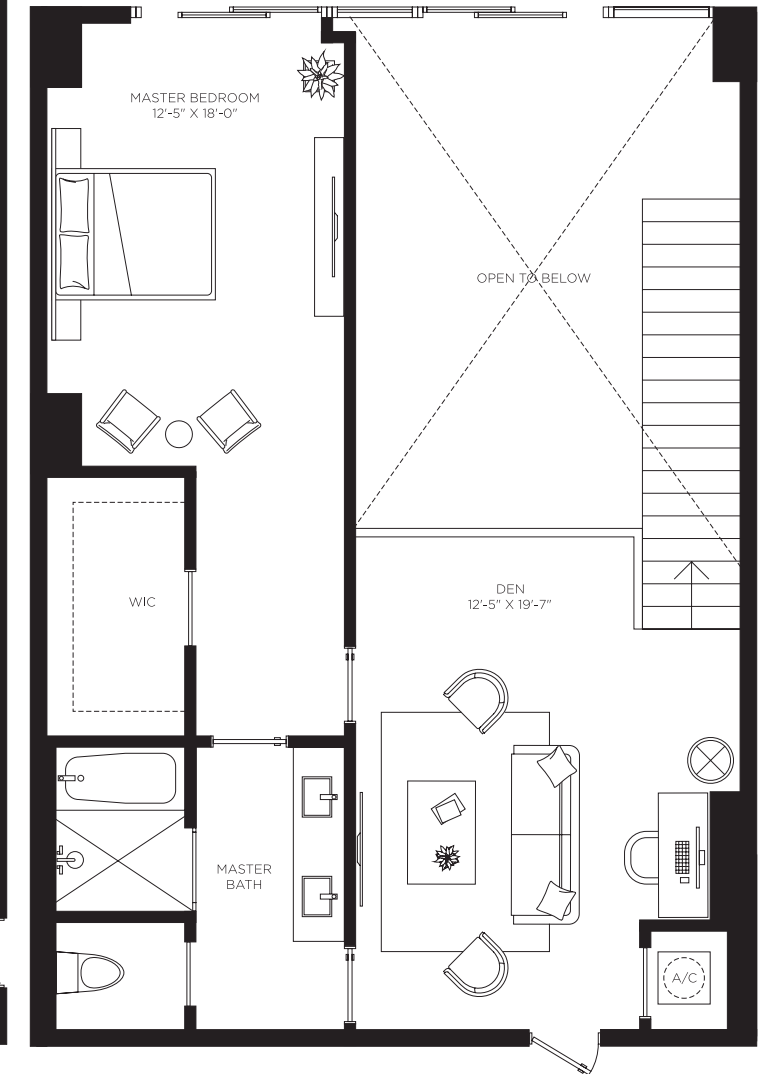 MASTER BEDROOM
12'-5" X 18'-0"
OPEN TO BELOW
DEN
12'-5" X 19'-7"
WIC
MASTER
BATH
A/C